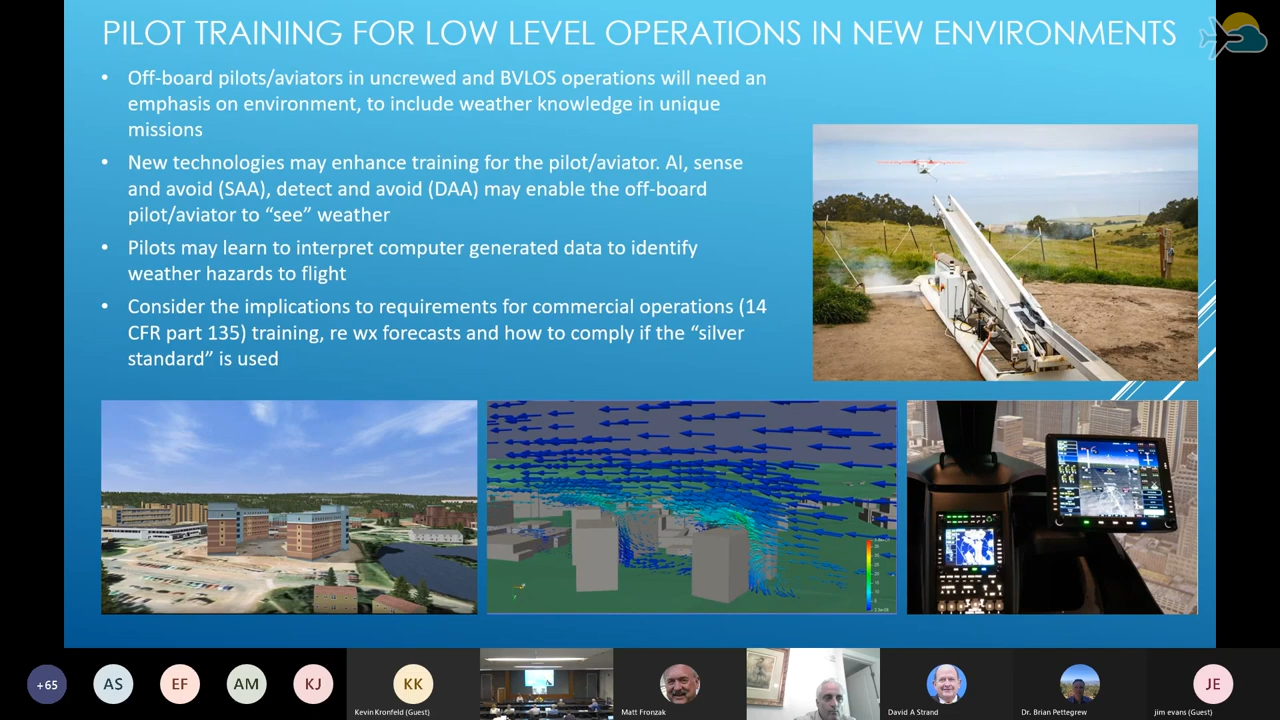 PILOT TRAINING FOR LOW LEVEL OPERATIONS IN NEW ENVIRONMENTS
• Off-board pilots/aviators in uncrewed and BVLOS operations will need an
emphasis on environment, to include weather knowledge in unique
missions
• New technologies may enhance training for the pilot/aviator. AI, sense
and avoid (SAA), detect and avoid (DAA) may enable the off-board
pilot/aviator to “see” weather
• Pilots may learn to interpret computer generated data to identify
weather hazards to flight
• Consider the implications to requirements for commercial operations (14
CFR part 135) training, re wx forecasts and how to comply if the “silver
standard” is used
+65
AS
EF
AM
KJ
KK
JE
Kevin Kronfeld (Guest)
Matt Fronzak
David A Strand
Dr. Brian Pettegrew
jim evans (Guest)